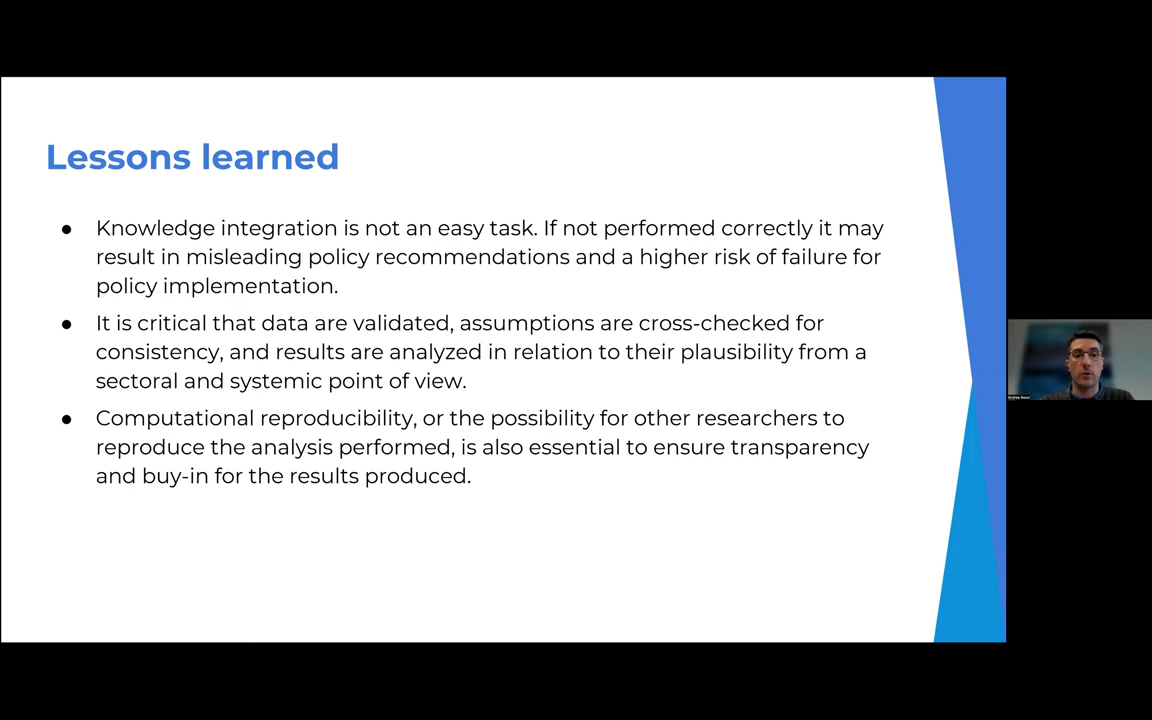 Lessons learned
● Knowledge integration is not an easy task. If not performed correctly it may
result in misleading policy recommendations and a higher risk of failure for
policy implementation.
● It is critical that data are validated, assumptions are cross-checked for
consistency, and results are analyzed in relation to their plausibility from a
sectoral and systemic point of view.
● Computational reproducibility, or the possibility for other researchers to
reproduce the analysis performed, is also essential to ensure transparency
and buy-in for the results produced.